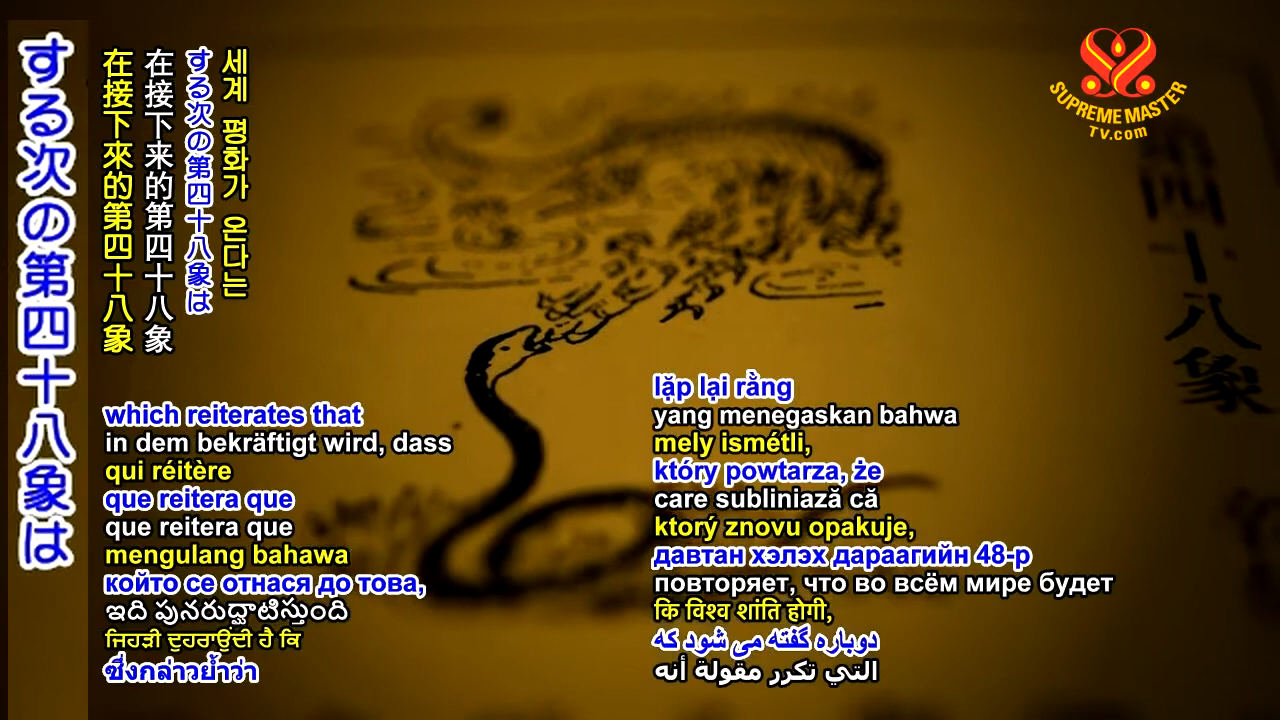 する次の第四十八象は
在接下來的第四十八象
在接下来的第四十八象
する次の第四十八象は
세계 평화가 온다는
SUPREME MASTER
TV.com
四十八象
which reiterates that
in dem bekräftigt wird, dass
qui réitère
que reitera que
que reitera que
mengulang bahawa
който се отнася до това,
ఇది పునరుద్ఘాటిస్తుంది
ਜਿਹੜੀ ਦੁਹਰਾਉਂਦੀ ਹੈ ਕਿ
ซึ่งกล่าวย้ำว่า
lặp lại rằng
yang menegaskan bahwa
mely ismétli,
który powtarza, że
care subliniază că
ktorý znovu opakuje,
давтан хэлэх дараагийн 48-р
повторяет, что во всём мире будет
कि विश्व शांति होगी,
دوباره گفته می شود که
التي تكرر مقولة أنه